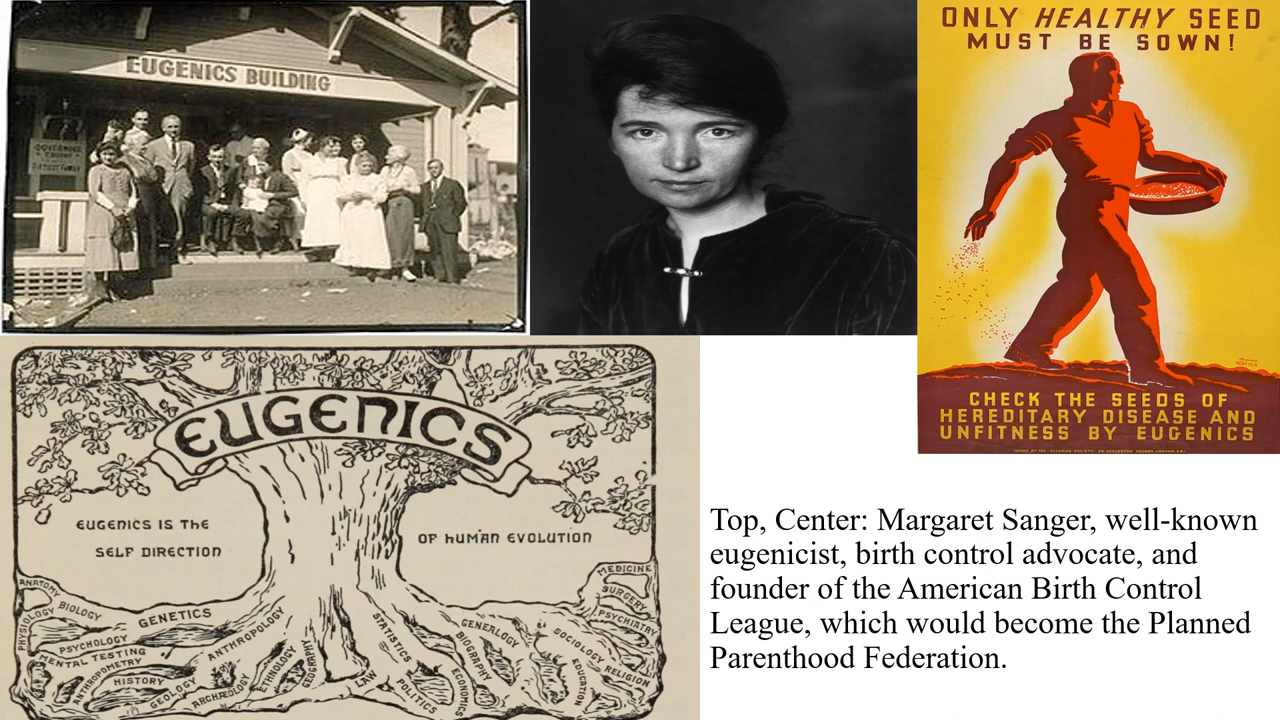 EUGENICS BUILDING
ONLY HEALTHY SEED
MUST BE SOWN!
CHECK THE SEEDS OF
HEREDITARY DISEASE AND
UNFITNESS BY EUGENICS
EUGENICS
EUGENICS IS THE
SELF DIRECTION
OF HUMAN EVOLUTION
ANATOMY
PHYSIOLOGY
BIOLOGY
GENETICS
PSYCHOLOGY
MENTAL TESTING
ANTHROPOMETRY
HISTORY
GEOLOGY
ANTHROPOLOGY
ARCHAEOLOGY
ETHNOLOGY
GEOGRAPHY
LAW
STATISTICS
POLITICS
ECONOMICS
BIOGRAPHY
GENEALOGY
EDUCATION
SOCIOLOGY
RELIGION
PSYCHIATRY
SURGERY
MEDICINE
Top, Center: Margaret Sanger, well-known
eugenicist, birth control advocate, and
founder of the American Birth Control
League, which would become the Planned
Parenthood Federation.